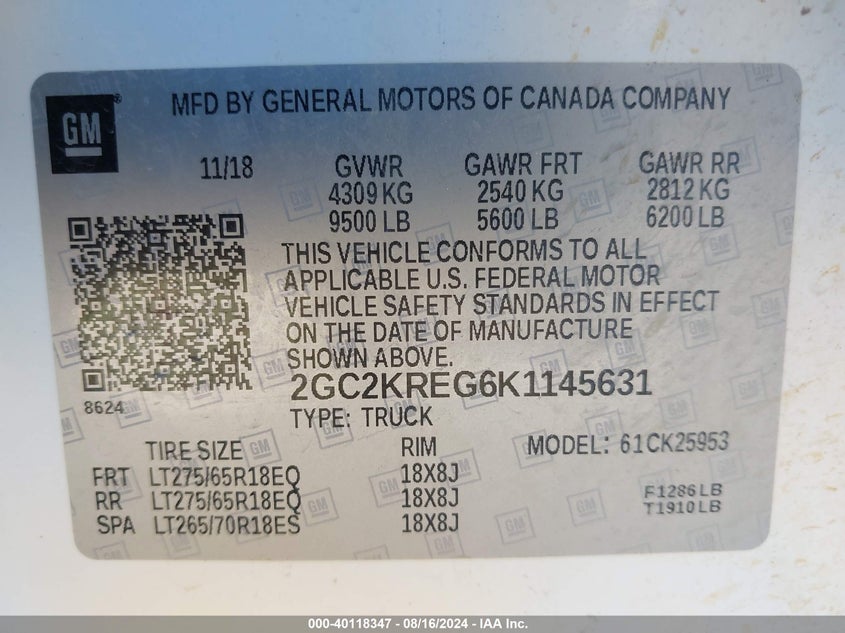 GM
MFD BY GENERAL MOTORS OF CANADA COMPANY
11/18 GVWR GAWR FRT GAWR RR
4309 KG 2540 KG 2812 KG
9500 LB 5600 LB 6200 LB
THIS VEHICLE CONFORMS TO ALL
APPLICABLE U.S. FEDERAL MOTOR
VEHICLE SAFETY STANDARDS IN EFFECT
ON THE DATE OF MANUFACTURE
SHOWN ABOVE.
8624
2GC2KREG6K1145631
TYPE: TRUCK
TIRE SIZE RIM MODEL: 61CK25953
FRT LT275/65R18EQ 18X8J
RR LT275/65R18EQ 18X8J
SPA LT265/70R18ES 18X8J
F1286LB
T1910LB
000-40118347 - 08/16/2024 - IAA Inc.